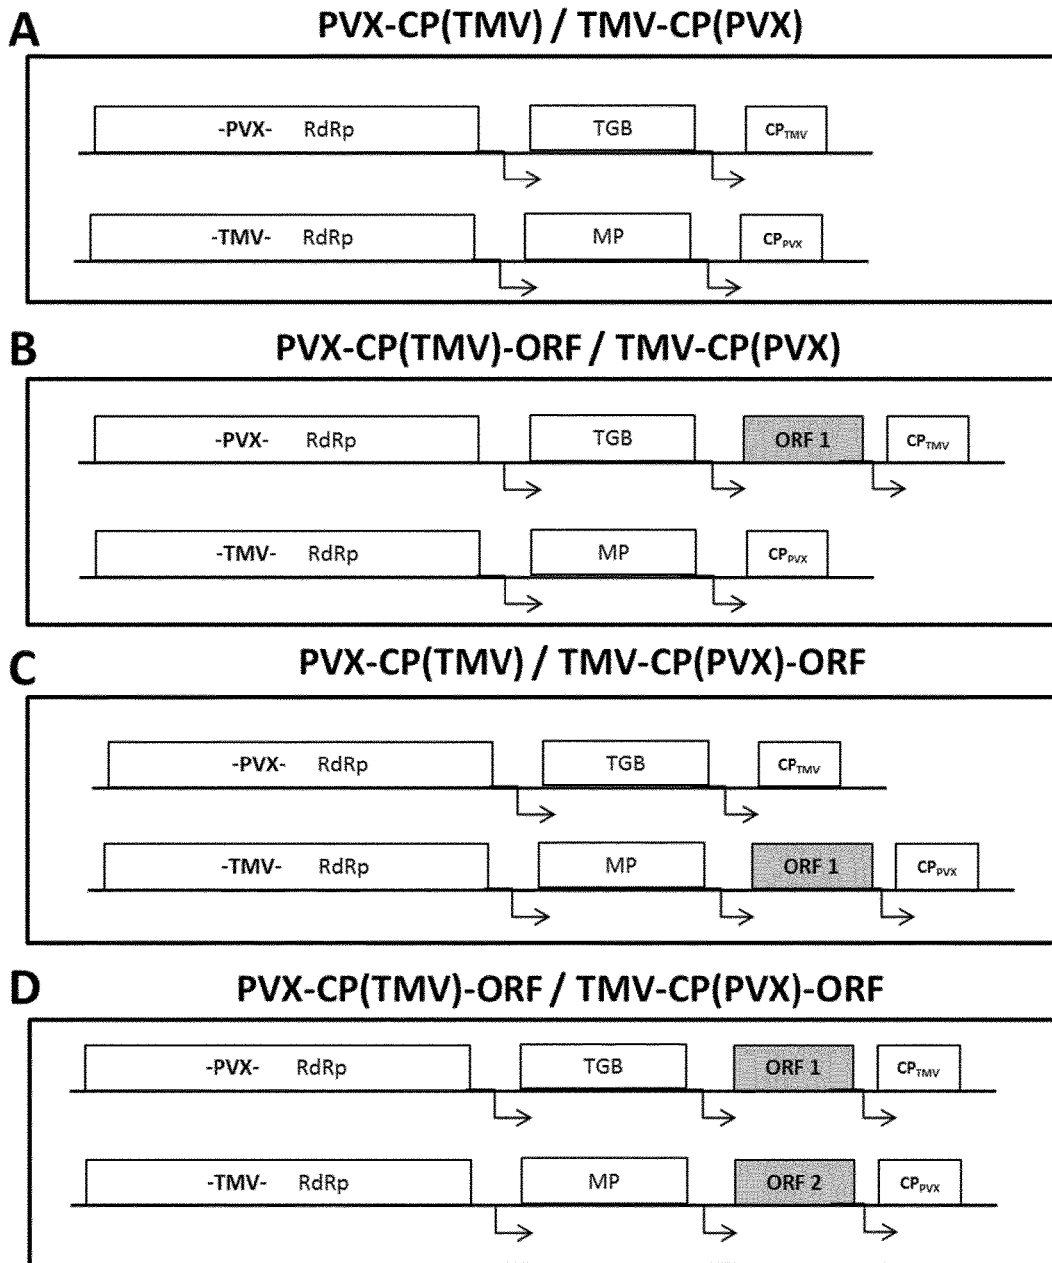 A PVX-CP(TMV) / TMV-CP(PVX)
-PVX- RdRp TGB CPTMV
-TMV- RdRp MP CPPVX
B PVX-CP(TMV)-ORF / TMV-CP(PVX)
-PVX- RdRp TGB ORF 1 CPTMV
-TMV- RdRp MP CPPVX
C PVX-CP(TMV) / TMV-CP(PVX)-ORF
-PVX- RdRp TGB CPTMV
-TMV- RdRp MP ORF 1 CPPVX
D PVX-CP(TMV)-ORF / TMV-CP(PVX)-ORF
-PVX- RdRp TGB ORF 1 CPTMV
-TMV- RdRp MP ORF 2 CPPVX